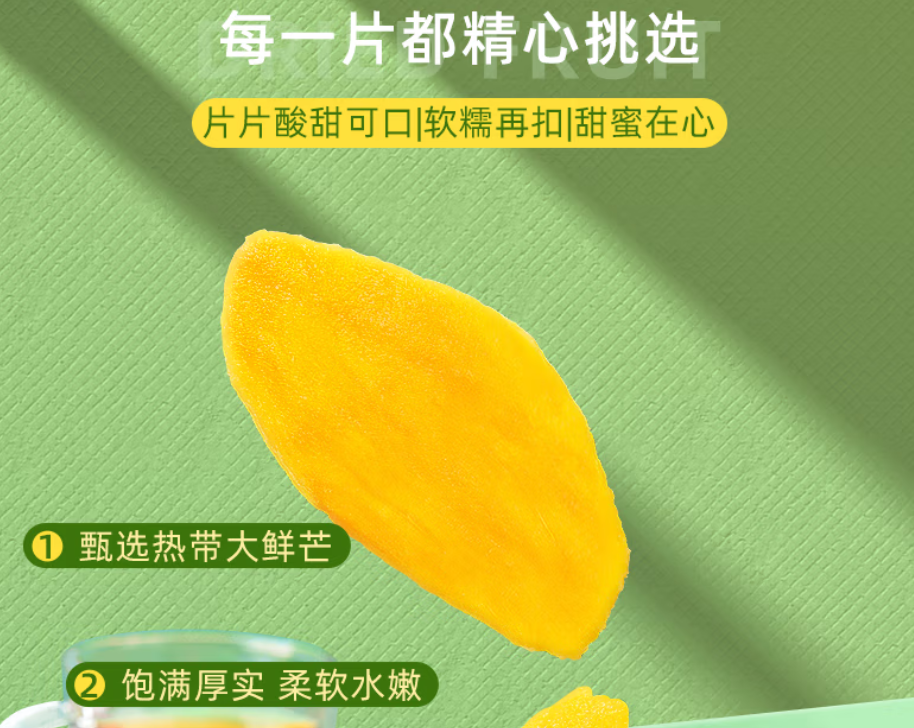 每一片都精心挑选
DRIED FRUIT
片片酸甜可口|软糯再扣|甜蜜在心
1 甄选热带大鲜芒
2 饱满厚实 柔软水嫩